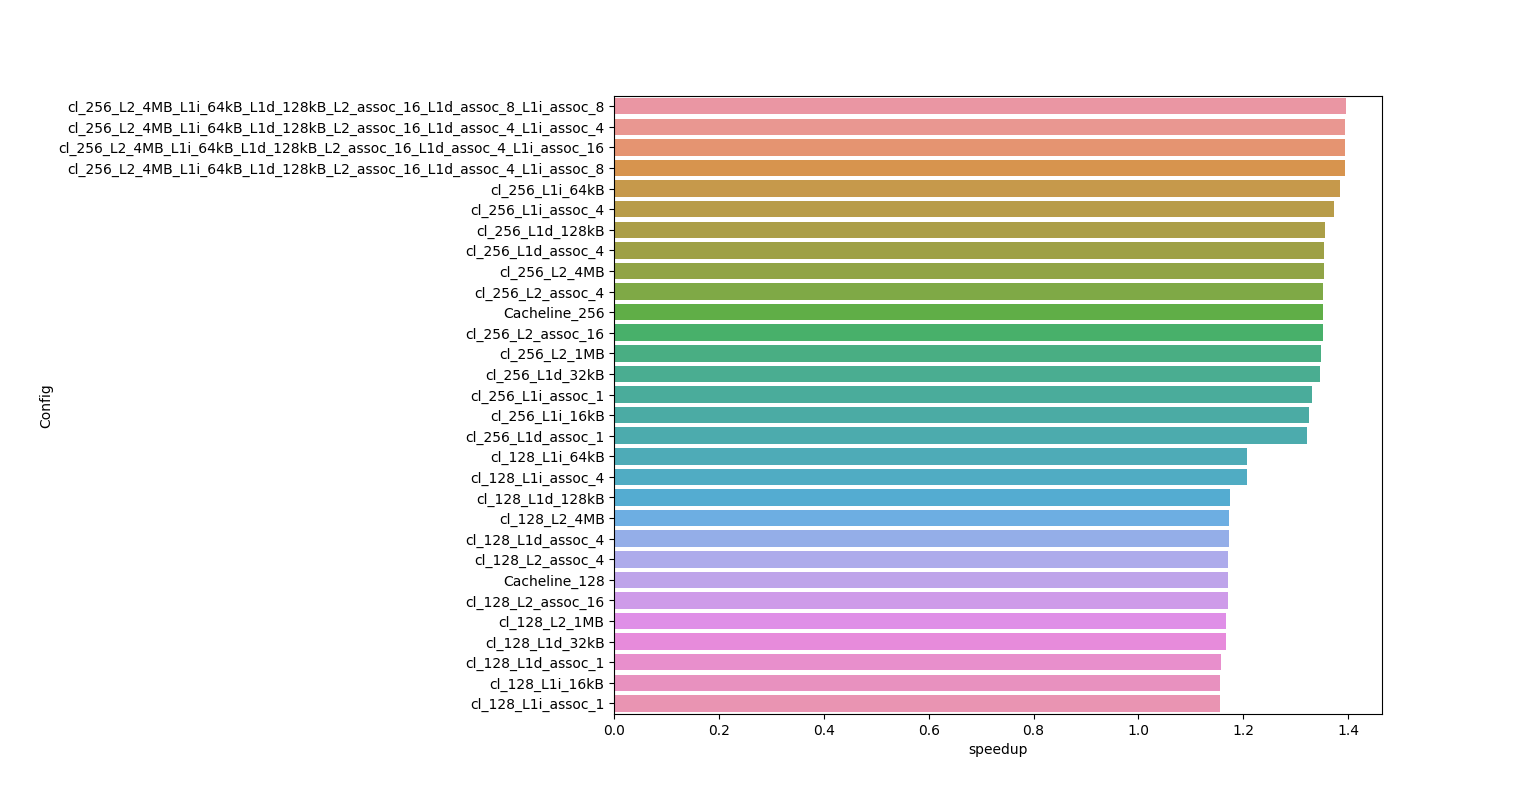 cl_256_L2_4MB_L1i_64kB_L1d_128kB_L2_assoc_16_L1d_assoc_8_L1i_assoc_8
cl_256_L2_4MB_L1i_64kB_L1d_128kB_L2_assoc_16_L1d_assoc_4_L1i_assoc_4
cl_256_L2_4MB_L1i_64kB_L1d_128kB_L2_assoc_16_L1d_assoc_4_L1i_assoc_16
cl_256_L2_4MB_L1i_64kB_L1d_128kB_L2_assoc_16_L1d_assoc_4_L1i_assoc_8
cl_256_L1i_64kB
cl_256_L1i_assoc_4
cl_256_L1d_128kB
cl_256_L1d_assoc_4
cl_256_L2_4MB
cl_256_L2_assoc_4
Cacheline_256
cl_256_L2_assoc_16
cl_256_L2_1MB
cl_256_L1d_32kB
cl_256_L1i_assoc_1
cl_256_L1i_16kB
cl_256_L1d_assoc_1
cl_128_L1i_64kB
cl_128_L1i_assoc_4
cl_128_L1d_128kB
cl_128_L2_4MB
cl_128_L1d_assoc_4
cl_128_L2_assoc_4
Cacheline_128
cl_128_L2_assoc_16
cl_128_L2_1MB
cl_128_L1d_32kB
cl_128_L1d_assoc_1
cl_128_L1i_16kB
cl_128_L1i_assoc_1
Config
0.0 0.2 0.4 0.6 0.8 1.0 1.2 1.4
speedup